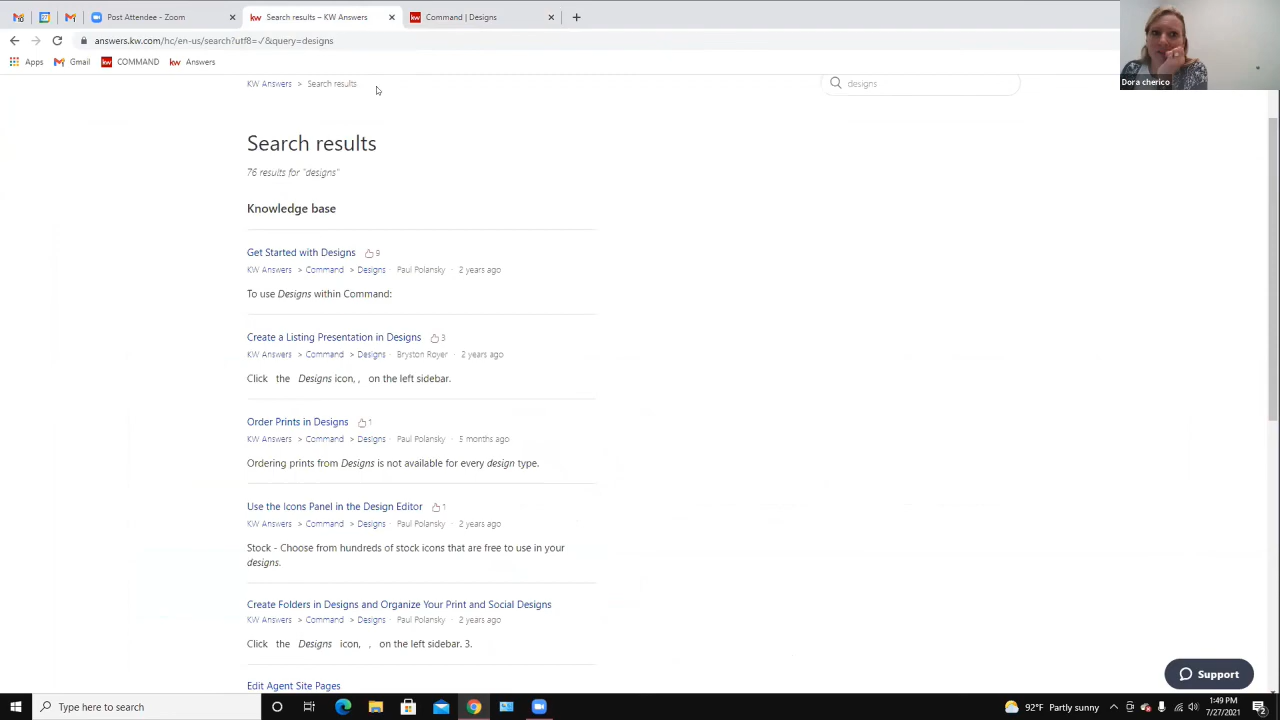 Post Attendee - Zoom
Search results – KW Answers
Command | Designs
answers.kw.com/hc/en-us/search?utf8=✓&query=designs
Apps Gmail COMMAND Answers
KW Answers > Search results
designs
Dora cherico
Search results
76 results for "designs"
Knowledge base
Get Started with Designs 9
KW Answers > Command > Designs Paul Polansky · 2 years ago
To use Designs within Command:
Create a Listing Presentation in Designs 3
KW Answers > Command > Designs Bryston Royer · 2 years ago
Click the Designs icon, , on the left sidebar.
Order Prints in Designs 1
KW Answers > Command > Designs Paul Polansky · 5 months ago
Ordering prints from Designs is not available for every design type.
Use the Icons Panel in the Design Editor 1
KW Answers > Command > Designs Paul Polansky · 2 years ago
Stock - Choose from hundreds of stock icons that are free to use in your
designs.
Create Folders in Designs and Organize Your Print and Social Designs
KW Answers > Command > Designs Paul Polansky · 2 years ago
Click the Designs icon, , on the left sidebar. 3.
Edit Agent Site Pages
Support
Type here to search
92°F Partly sunny
1:49 PM
7/27/2021
2